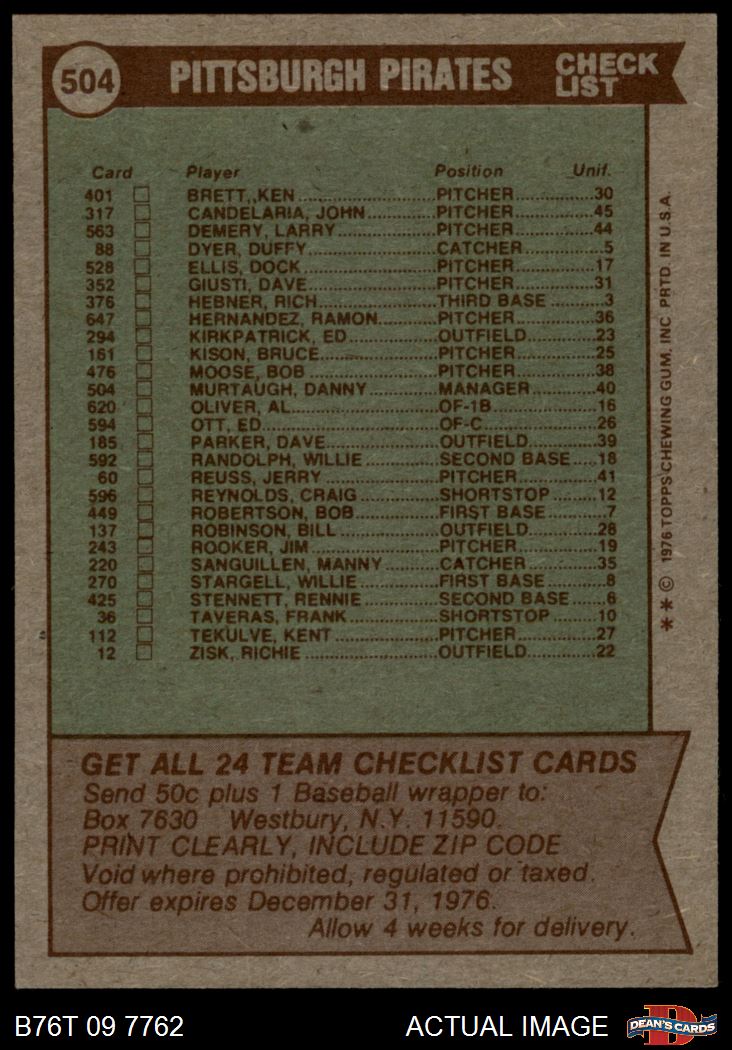 504 PITTSBURGH PIRATES CHECK LIST
Card Player Position Unif.
401 BRETT, KEN PITCHER 30
317 CANDELARIA, JOHN PITCHER 45
563 DEMERY, LARRY PITCHER 44
88 DYER, DUFFY CATCHER 5
528 ELLIS, DOCK PITCHER 17
352 GIUSTI, DAVE PITCHER 31
376 HEBNER, RICH THIRD BASE 3
647 HERNANDEZ, RAMON PITCHER 36
294 KIRKPATRICK, ED OUTFIELD 23
161 KISON, BRUCE PITCHER 25
476 MOOSE, BOB PITCHER 38
504 MURTAUGH, DANNY MANAGER 40
620 OLIVER, AL OF-1B 16
594 OTT, ED OF-C 26
185 PARKER, DAVE OUTFIELD 39
592 RANDOLPH, WILLIE SECOND BASE 18
60 REUSS, JERRY PITCHER 41
596 REYNOLDS, CRAIG SHORTSTOP 12
449 ROBERTSON, BOB FIRST BASE 7
137 ROBINSON, BILL OUTFIELD 28
243 ROOKER, JIM PITCHER 19
220 SANGUILLEN, MANNY CATCHER 35
270 STARGELL, WILLIE FIRST BASE 8
425 STENNETT, RENNIE SECOND BASE 6
36 TAVERAS, FRANK SHORTSTOP 10
112 TEKULVE, KENT PITCHER 27
12 ZISK, RICHIE OUTFIELD 22
* * © 1976 TOPPS CHEWING GUM, INC. PRTD. IN U.S.A.
GET ALL 24 TEAM CHECKLIST CARDS
Send 50c plus 1 Baseball wrapper to:
Box 7630 Westbury, N.Y. 11590.
PRINT CLEARLY, INCLUDE ZIP CODE
Void where prohibited, regulated or taxed.
Offer expires December 31, 1976.
Allow 4 weeks for delivery.
B76T 09 7762 ACTUAL IMAGE DEAN'S CARDS